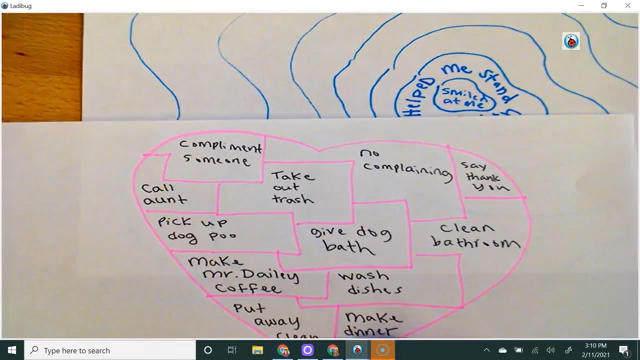 Ladibug
HELPED me Stand
Smiled
at me
Compliment
Someone
no
complaining
say
thank
you
Take
out
trash
Call
aunt
Pick up
dog poo
give dog
bath
Clean
bathroom
Make
mr. Dailey
coffee
wash
dishes
Put
away
clean
make
dinner
Type here to search
3:10 PM
2/11/2021